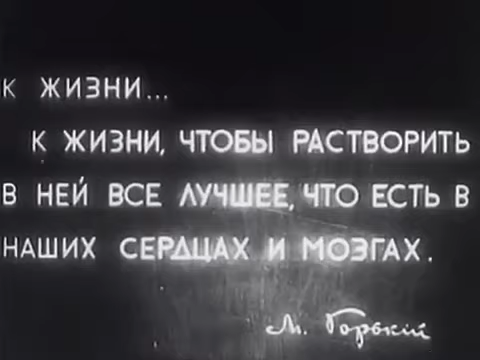 К ЖИЗНИ...
К ЖИЗНИ, ЧТОБЫ РАСТВОРИТЬ
В НЕЙ ВСЕ ЛУЧШЕЕ, ЧТО ЕСТЬ В
НАШИХ СЕРДЦАХ И МОЗГАХ.
М. Горький